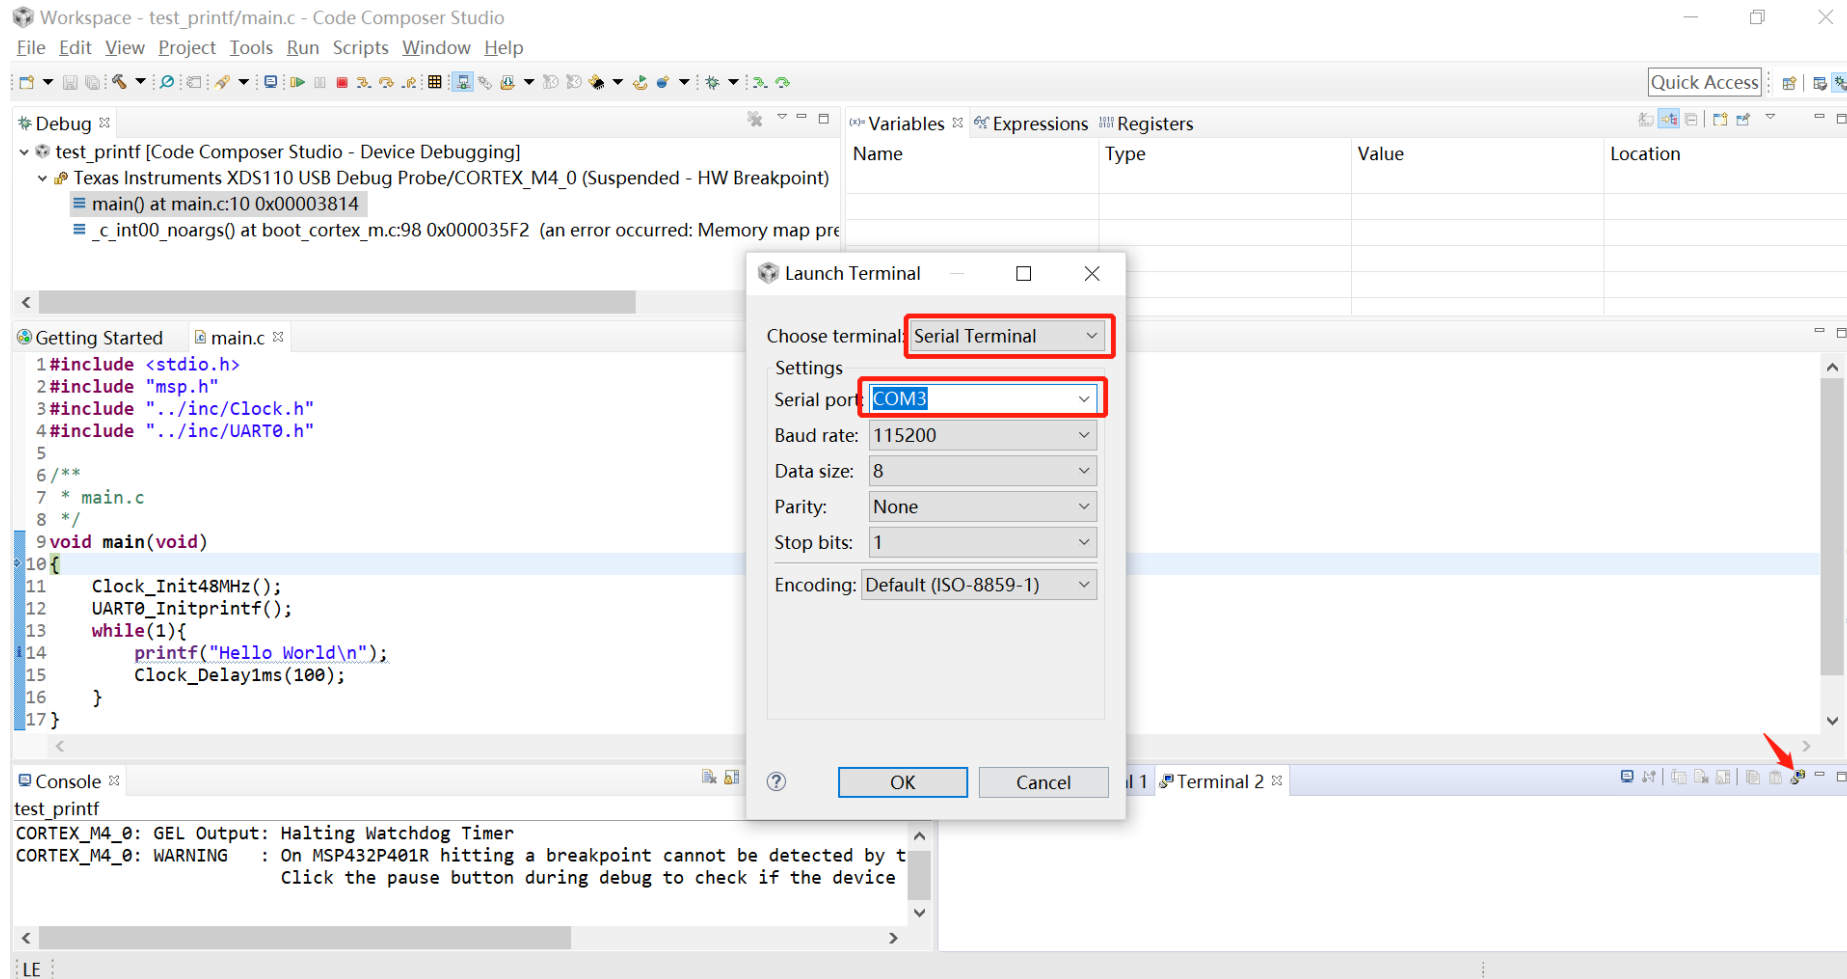 Workspace - test_printf/main.c - Code Composer Studio
File Edit View Project Tools Run Scripts Window Help
Quick Access
Debug
(x)= Variables Expressions Registers
test_printf [Code Composer Studio - Device Debugging]
Name Type Value Location
Texas Instruments XDS110 USB Debug Probe/CORTEX_M4_0 (Suspended - HW Breakpoint)
main() at main.c:10 0x00003814
_c_int00_noargs() at boot_cortex_m.c:98 0x000035F2 (an error occurred: Memory map pre
Launch Terminal
Choose terminal: Serial Terminal
Settings
Serial port: COM3
Baud rate: 115200
Data size: 8
Parity: None
Stop bits: 1
Encoding: Default (ISO-8859-1)
OK Cancel
Getting Started main.c
1 #include <stdio.h>
2 #include "msp.h"
3 #include "../inc/Clock.h"
4 #include "../inc/UART0.h"
5
6 /**
7 * main.c
8 */
9 void main(void)
10 {
11 Clock_Init48MHz();
12 UART0_Initprintf();
13 while(1){
14 printf("Hello World\n");
15 Clock_Delay1ms(100);
16 }
17 }
Console
al 1 Terminal 2
test_printf
CORTEX_M4_0: GEL Output: Halting Watchdog Timer
CORTEX_M4_0: WARNING : On MSP432P401R hitting a breakpoint cannot be detected by t
Click the pause button during debug to check if the device
LE